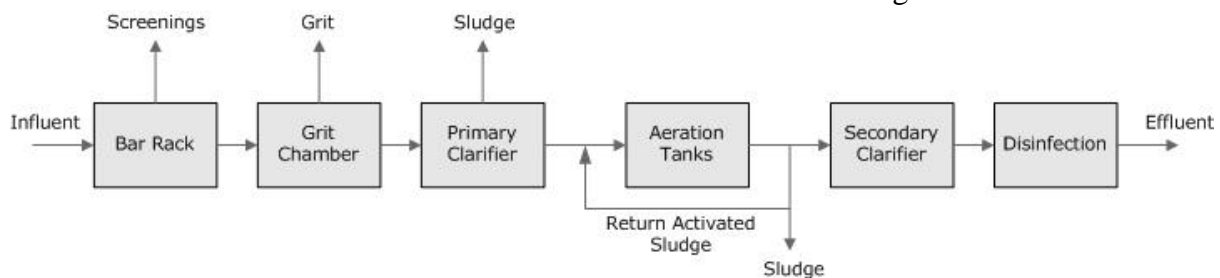 Screenings
Grit
Sludge
Influent
Bar Rack
Grit
Chamber
Primary
Clarifier
Aeration
Tanks
Secondary
Clarifier
Disinfection
Effluent
Return Activated
Sludge
Sludge